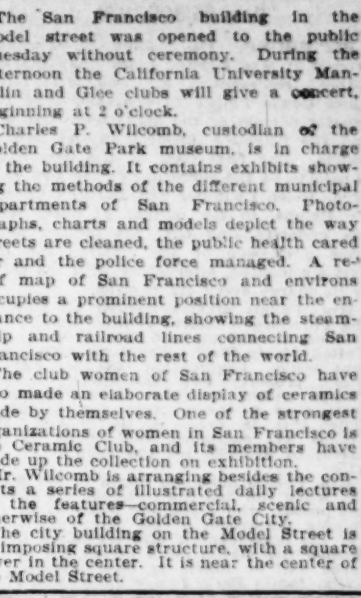 The San Francisco building in the
odel street was opened to the public
uesday without ceremony. During the
ternoon the California University Man-
lin and Glee clubs will give a concert,
ginning at 2 o'clock.
Charles P. Wilcomb, custodian of the
olden Gate Park museum, is in charge
the building. It contains exhibits show-
g the methods of the different municipal
partments of San Francisco. Photo-
aphs, charts and models depict the way
reets are cleaned, the public health cared
r and the police force managed. A re-
f map of San Francisco and environs
cupies a prominent position near the en-
ance to the building, showing the steam-
ip and railroad lines connecting San
ancisco with the rest of the world.
The club women of San Francisco have
so made an elaborate display of ceramics
de by themselves. One of the strongest
ganizations of women in San Francisco is
Ceramic Club, and its members have
de up the collection on exhibition.
Mr. Wilcomb is arranging besides the con-
ts a series of illustrated daily lectures
the features—commercial, scenic and
erwise of the Golden Gate City.
The city building on the Model Street is
imposing square structure, with a square
er in the center. It is near the center of
Model Street.